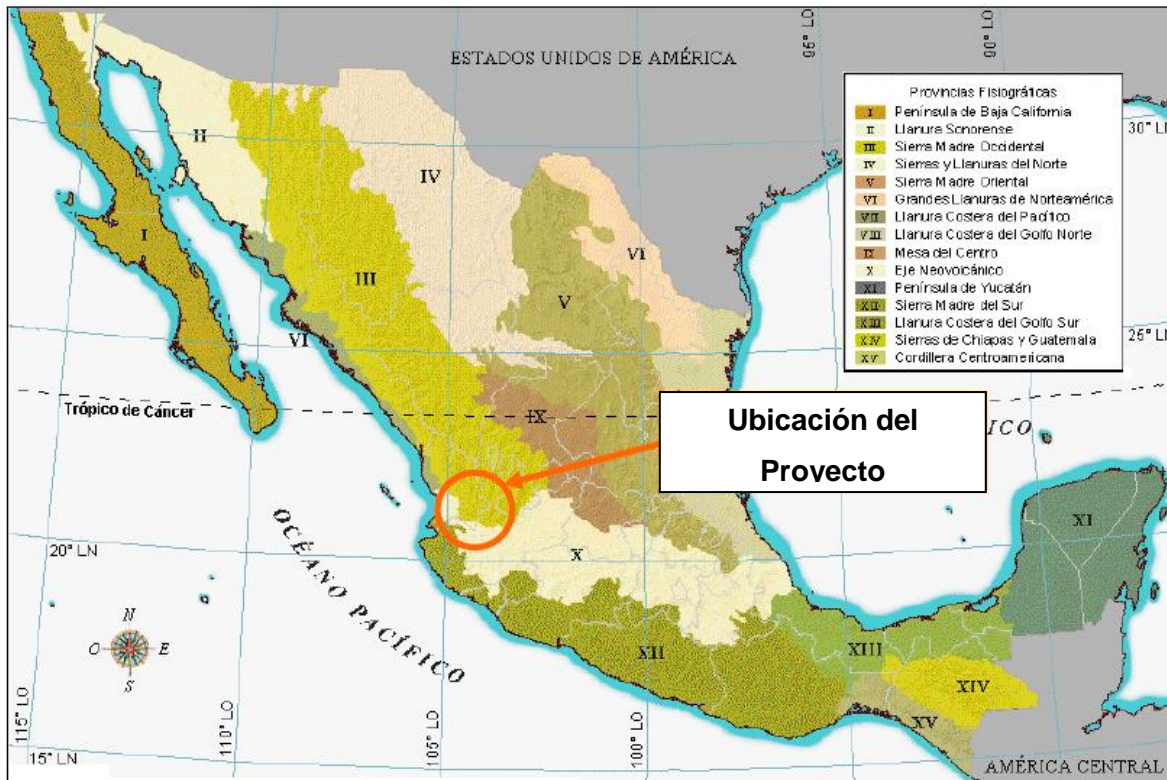 95° LO
90° LO
ESTADOS UNIDOS DE AMÉRICA
Provincias Fisiográficas
I Península de Baja California
II Llanura Sonorense
III Sierra Madre Occidental
IV Sierras y Llanuras del Norte
V Sierra Madre Oriental
VI Grandes Llanuras de Norteamérica
VII Llanura Costera del Pacífico
VIII Llanura Costera del Golfo Norte
IX Mesa del Centro
X Eje Neovolcánico
XI Península de Yucatán
XII Sierra Madre del Sur
XIII Llanura Costera del Golfo Sur
XIV Sierras de Chiapas y Guatemala
XV Cordillera Centroamericana
30° LN
II
IV
I
III
VI
V
VI
25° LN
Trópico de Cáncer
IX
Ubicación del
Proyecto
ICO
OCÉANO PACÍFICO
20° LN
X
XI
N
O
E
S
XII
XIII
XIV
XV
115° LO
110° LO
105° LO
100° LO
15° LN
AMÉRICA CENTRAL